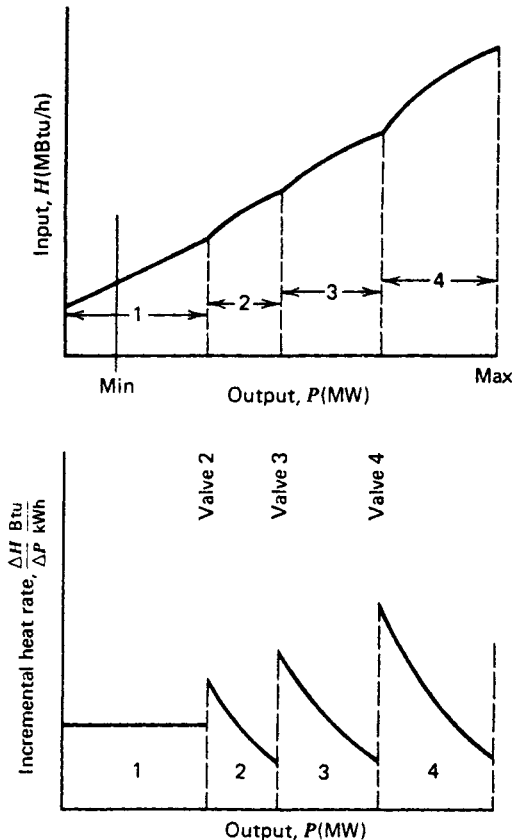 Input, H(MBtu/h)
1
2
3
4
Min
Output, P(MW)
Max
Valve 2
Valve 3
Valve 4
Incremental heat rate, ΔH/ΔP Btu/kWh
1
2
3
4
Output, P(MW)